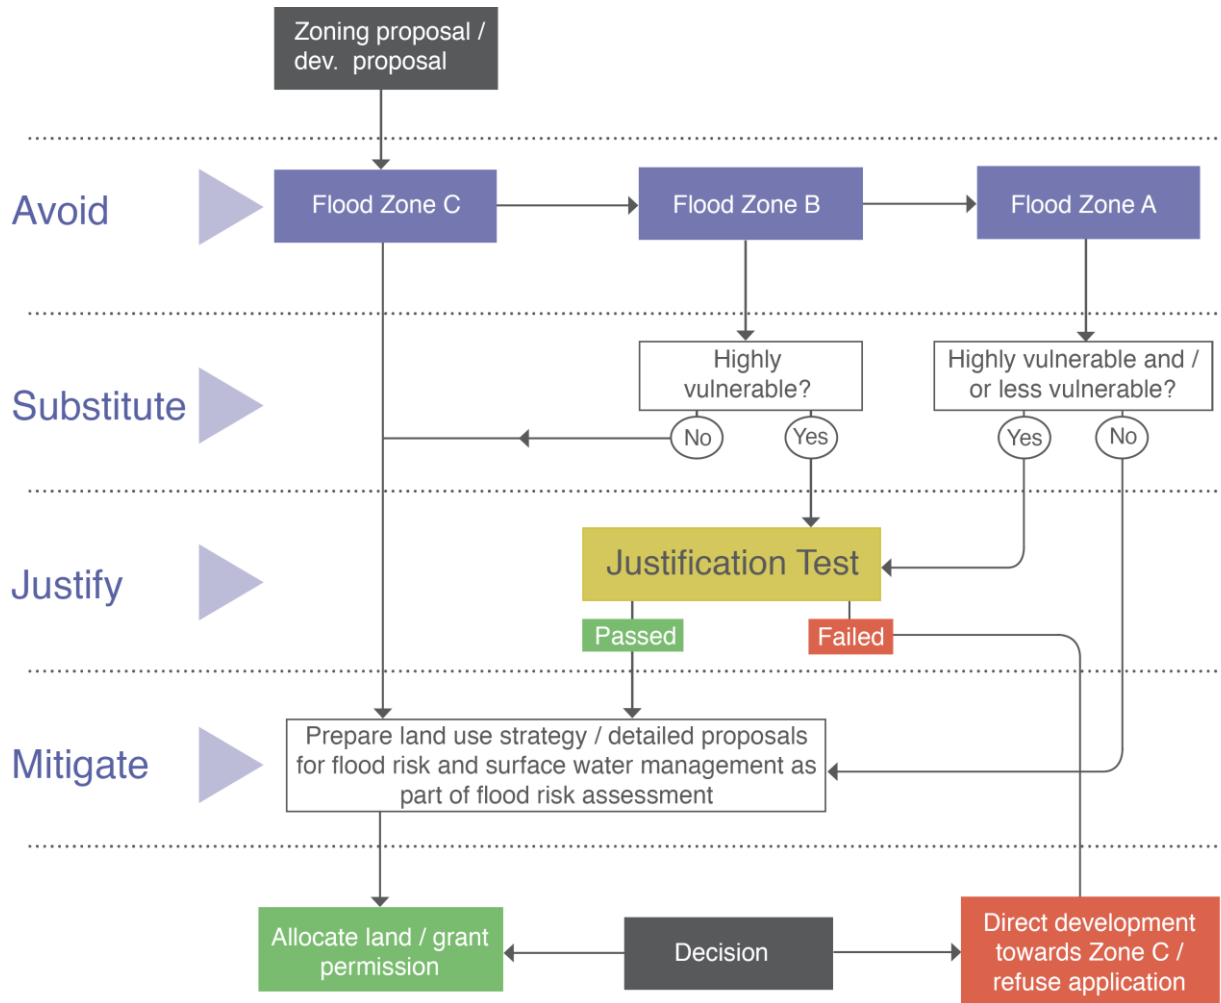 Zoning proposal /
dev. proposal
Avoid
Flood Zone C
Flood Zone B
Flood Zone A
Substitute
Highly
vulnerable?
Highly vulnerable and /
or less vulnerable?
No
Yes
Yes
No
Justify
Justification Test
Passed
Failed
Mitigate
Prepare land use strategy / detailed proposals
for flood risk and surface water management as
part of flood risk assessment
Allocate land / grant
permission
Decision
Direct development
towards Zone C /
refuse application